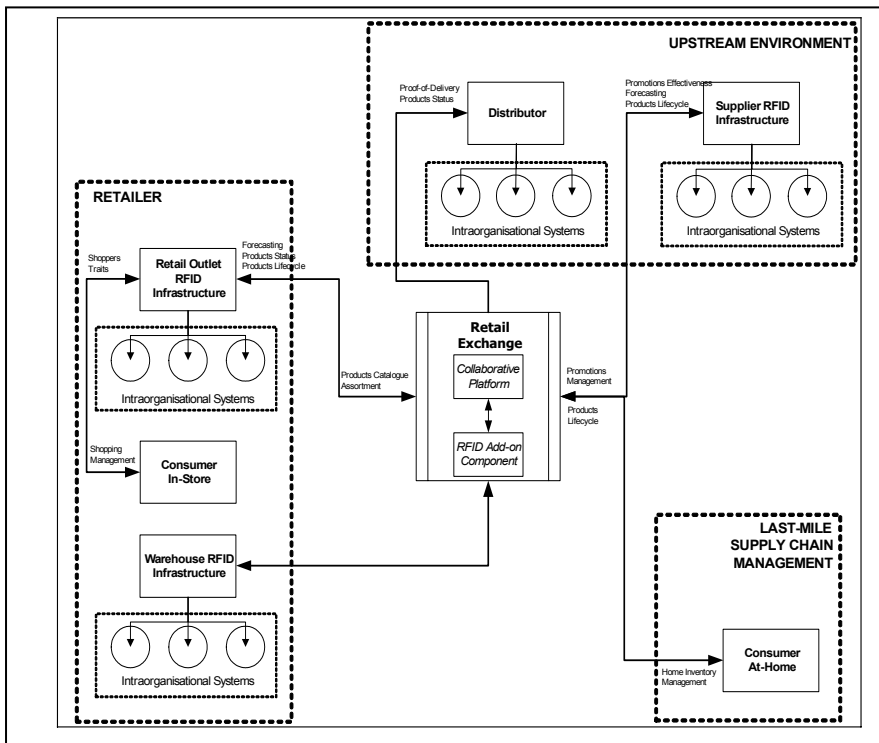 UPSTREAM ENVIRONMENT
Proof-of-Delivery
Products Status
Distributor
Promotions Effectiveness
Forecasting
Products Lifecycle
Supplier RFID
Infrastructure
Intraorganisational Systems
Intraorganisational Systems
RETAILER
Shoppers
Traits
Retail Outlet
RFID
Infrastructure
Forecasting
Products Status
Products Lifecycle
Intraorganisational Systems
Shopping
Management
Consumer
In-Store
Warehouse RFID
Infrastructure
Intraorganisational Systems
Products Catalogue
Assortment
Retail
Exchange
Collaborative
Platform
RFID Add-on
Component
Promotions
Management
Products
Lifecycle
LAST-MILE
SUPPLY CHAIN
MANAGEMENT
Home Inventory
Management
Consumer
At-Home